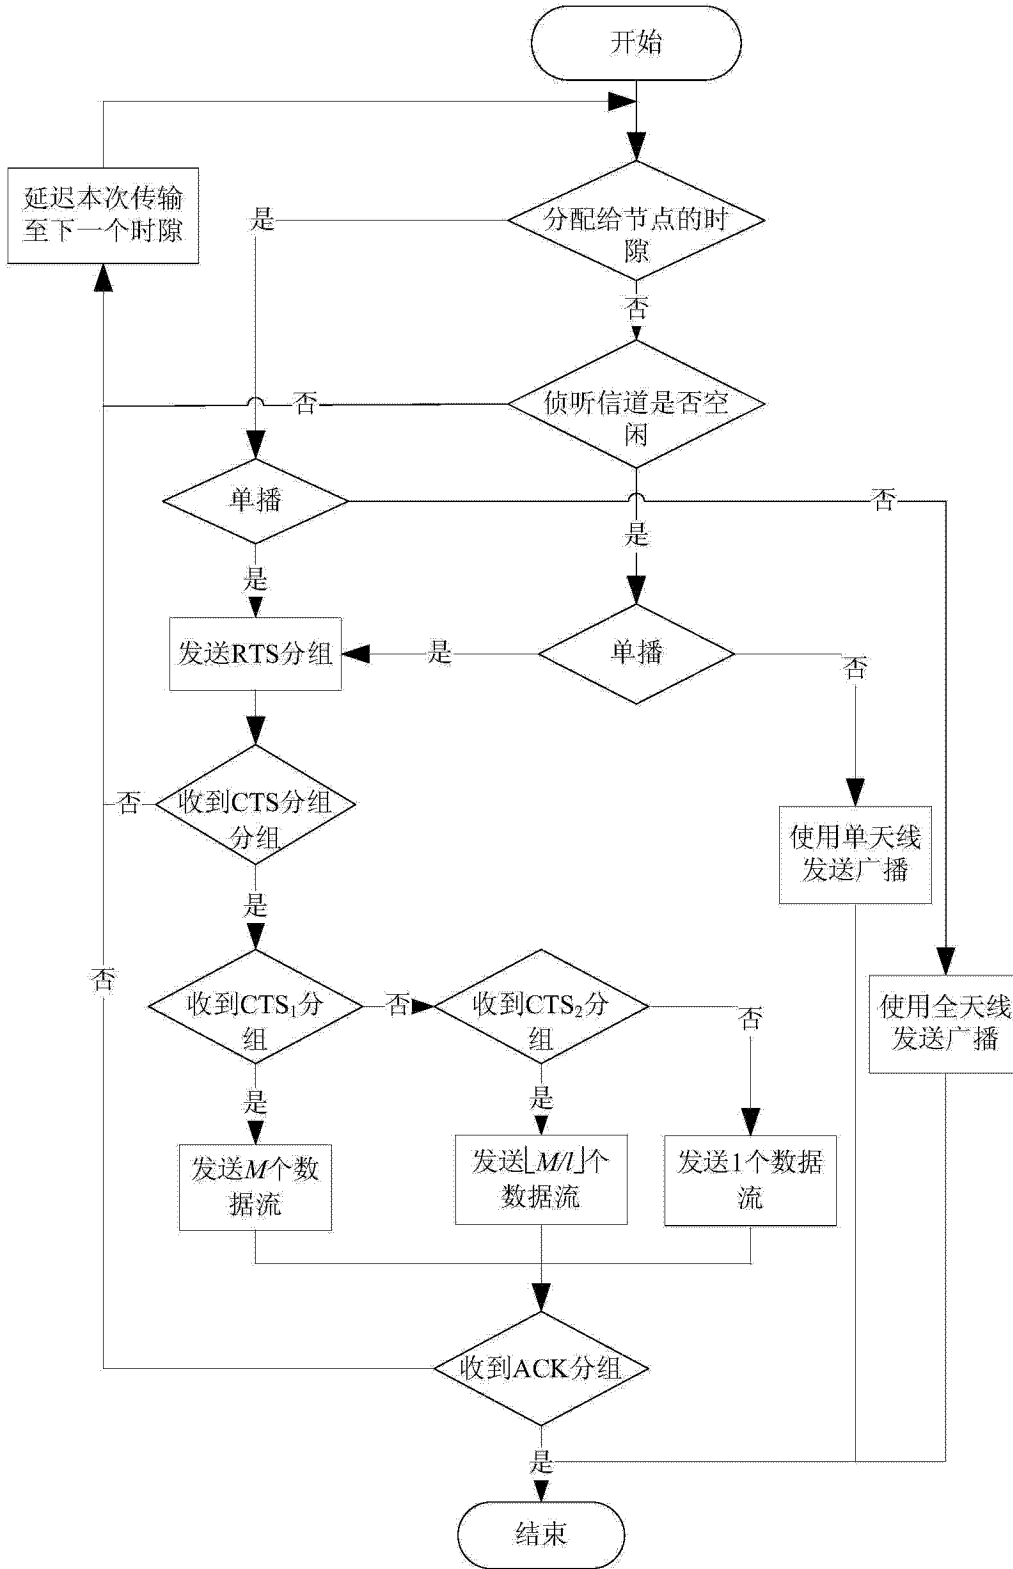 开始
延迟本次传输
至下一个时隙
是
分配给节点的时
隙
否
否
侦听信道是否空
闲
单播
否
是
是
发送RTS分组
是
单播
否
否
收到CTS分组
分组
使用单天线
发送广播
是
否
收到CTS₁分
组
否
收到CTS₂分
组
否
使用全天线
发送广播
是
是
发送M个数
据流
发送⌊M/l⌋个
数据流
发送1个数据
流
收到ACK分组
是
结束